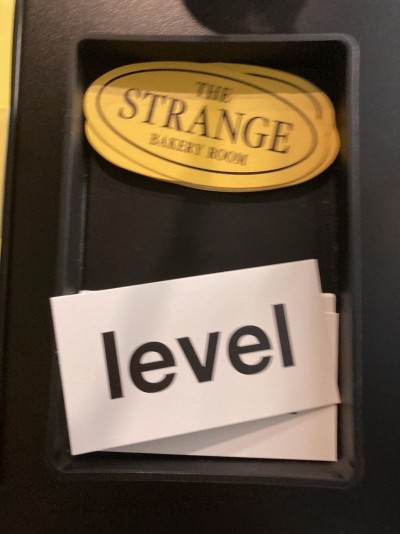 THE
STRANGE
BAKERY ROOM
level